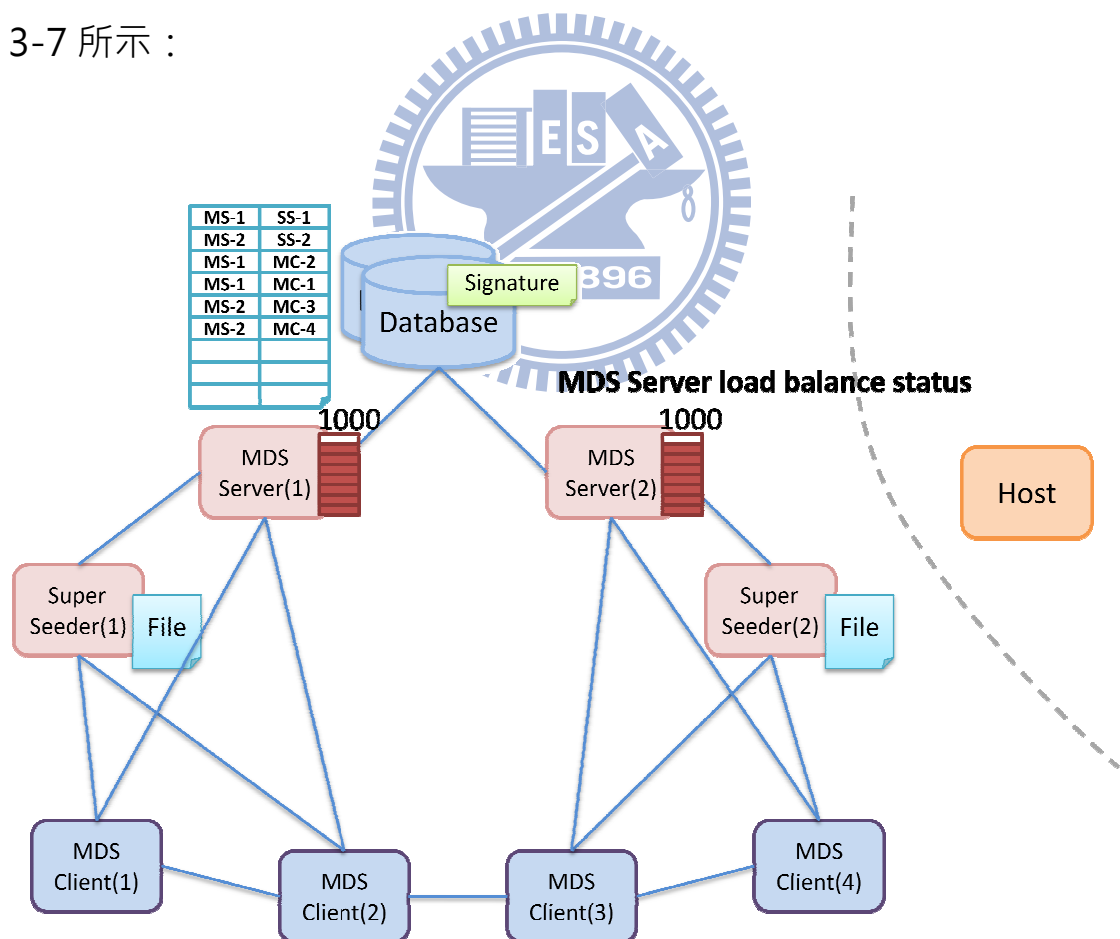 3-7 所示：
E S A
MS-1 SS-1
MS-2 SS-2
MS-1 MC-2
MS-1 MC-1
MS-2 MC-3
MS-2 MC-4
Signature
896
Database
MDS Server load balance status
1000
1000
MDS
Server(1)
MDS
Server(2)
Host
Super
Seeder(1)
File
Super
Seeder(2)
File
MDS
Client(1)
MDS
Client(2)
MDS
Client(3)
MDS
Client(4)